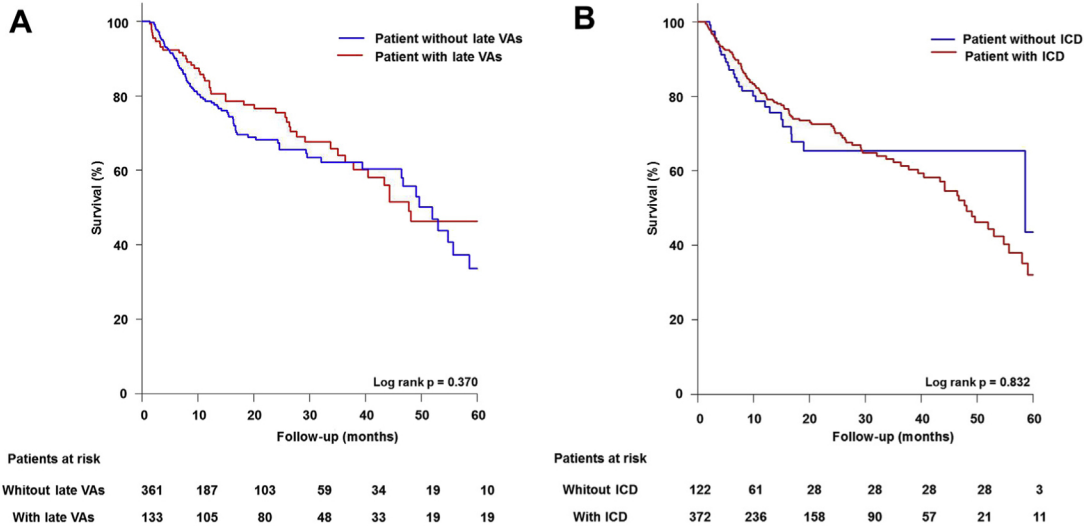 A
100
80
60
40
20
0
Survival (%)
Patient without late VAs
Patient with late VAs
Log rank p = 0.370
0 10 20 30 40 50 60
Follow-up (months)
Patients at risk
Whitout late VAs 361 187 103 59 34 19 10
With late VAs 133 105 80 48 33 19 19
B
100
80
60
40
20
0
Survival (%)
Patient without ICD
Patient with ICD
Log rank p = 0.832
0 10 20 30 40 50 60
Follow-up (months)
Patients at risk
Whitout ICD 122 61 28 28 28 28 3
With ICD 372 236 158 90 57 21 11